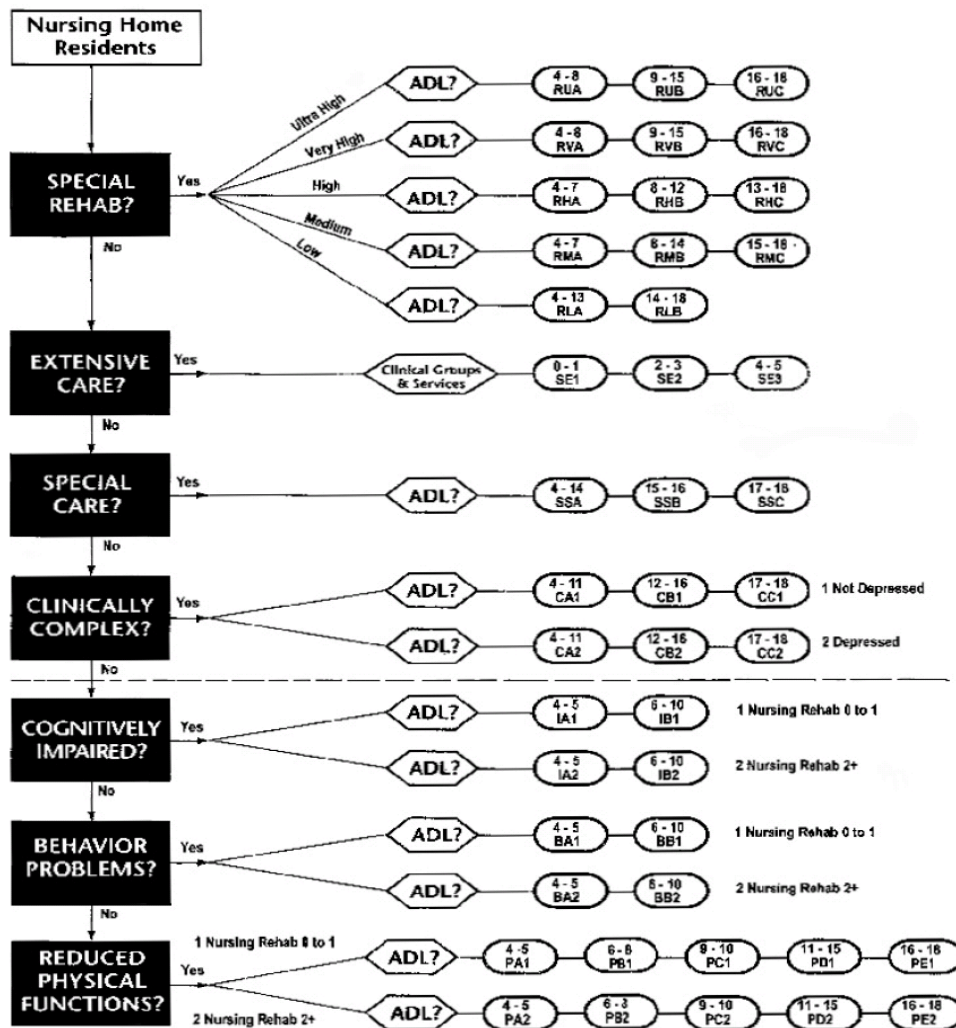 Nursing Home
Residents
SPECIAL
REHAB?
Yes
No
Ultra High
ADL?
4 - 8
RUA
9 - 15
RUB
16 - 18
RUC
Very High
ADL?
4 - 8
RVA
9 - 15
RVB
16 - 18
RVC
High
ADL?
4 - 7
RHA
8 - 12
RHB
13 - 18
RHC
Medium
ADL?
4 - 7
RMA
8 - 14
RMB
15 - 18
RMC
Low
ADL?
4 - 13
RLA
14 - 18
RLB
EXTENSIVE
CARE?
Yes
No
Clinical Groups
& Services
0 - 1
SE1
2 - 3
SE2
4 - 5
SE3
SPECIAL
CARE?
Yes
No
ADL?
4 - 14
SSA
15 - 16
SSB
17 - 18
SSC
CLINICALLY
COMPLEX?
Yes
No
ADL?
4 - 11
CA1
12 - 16
CB1
17 - 18
CC1
1 Not Depressed
ADL?
4 - 11
CA2
12 - 16
CB2
17 - 18
CC2
2 Depressed
COGNITIVELY
IMPAIRED?
Yes
No
ADL?
4 - 5
IA1
6 - 10
IB1
1 Nursing Rehab 0 to 1
ADL?
4 - 5
IA2
6 - 10
IB2
2 Nursing Rehab 2+
BEHAVIOR
PROBLEMS?
Yes
No
ADL?
4 - 5
BA1
6 - 10
BB1
1 Nursing Rehab 0 to 1
ADL?
4 - 5
BA2
6 - 10
BB2
2 Nursing Rehab 2+
REDUCED
PHYSICAL
FUNCTIONS?
Yes
1 Nursing Rehab 0 to 1
ADL?
4 - 5
PA1
6 - 8
PB1
9 - 10
PC1
11 - 15
PD1
16 - 18
PE1
2 Nursing Rehab 2+
ADL?
4 - 5
PA2
6 - 8
PB2
9 - 10
PC2
11 - 15
PD2
16 - 18
PE2